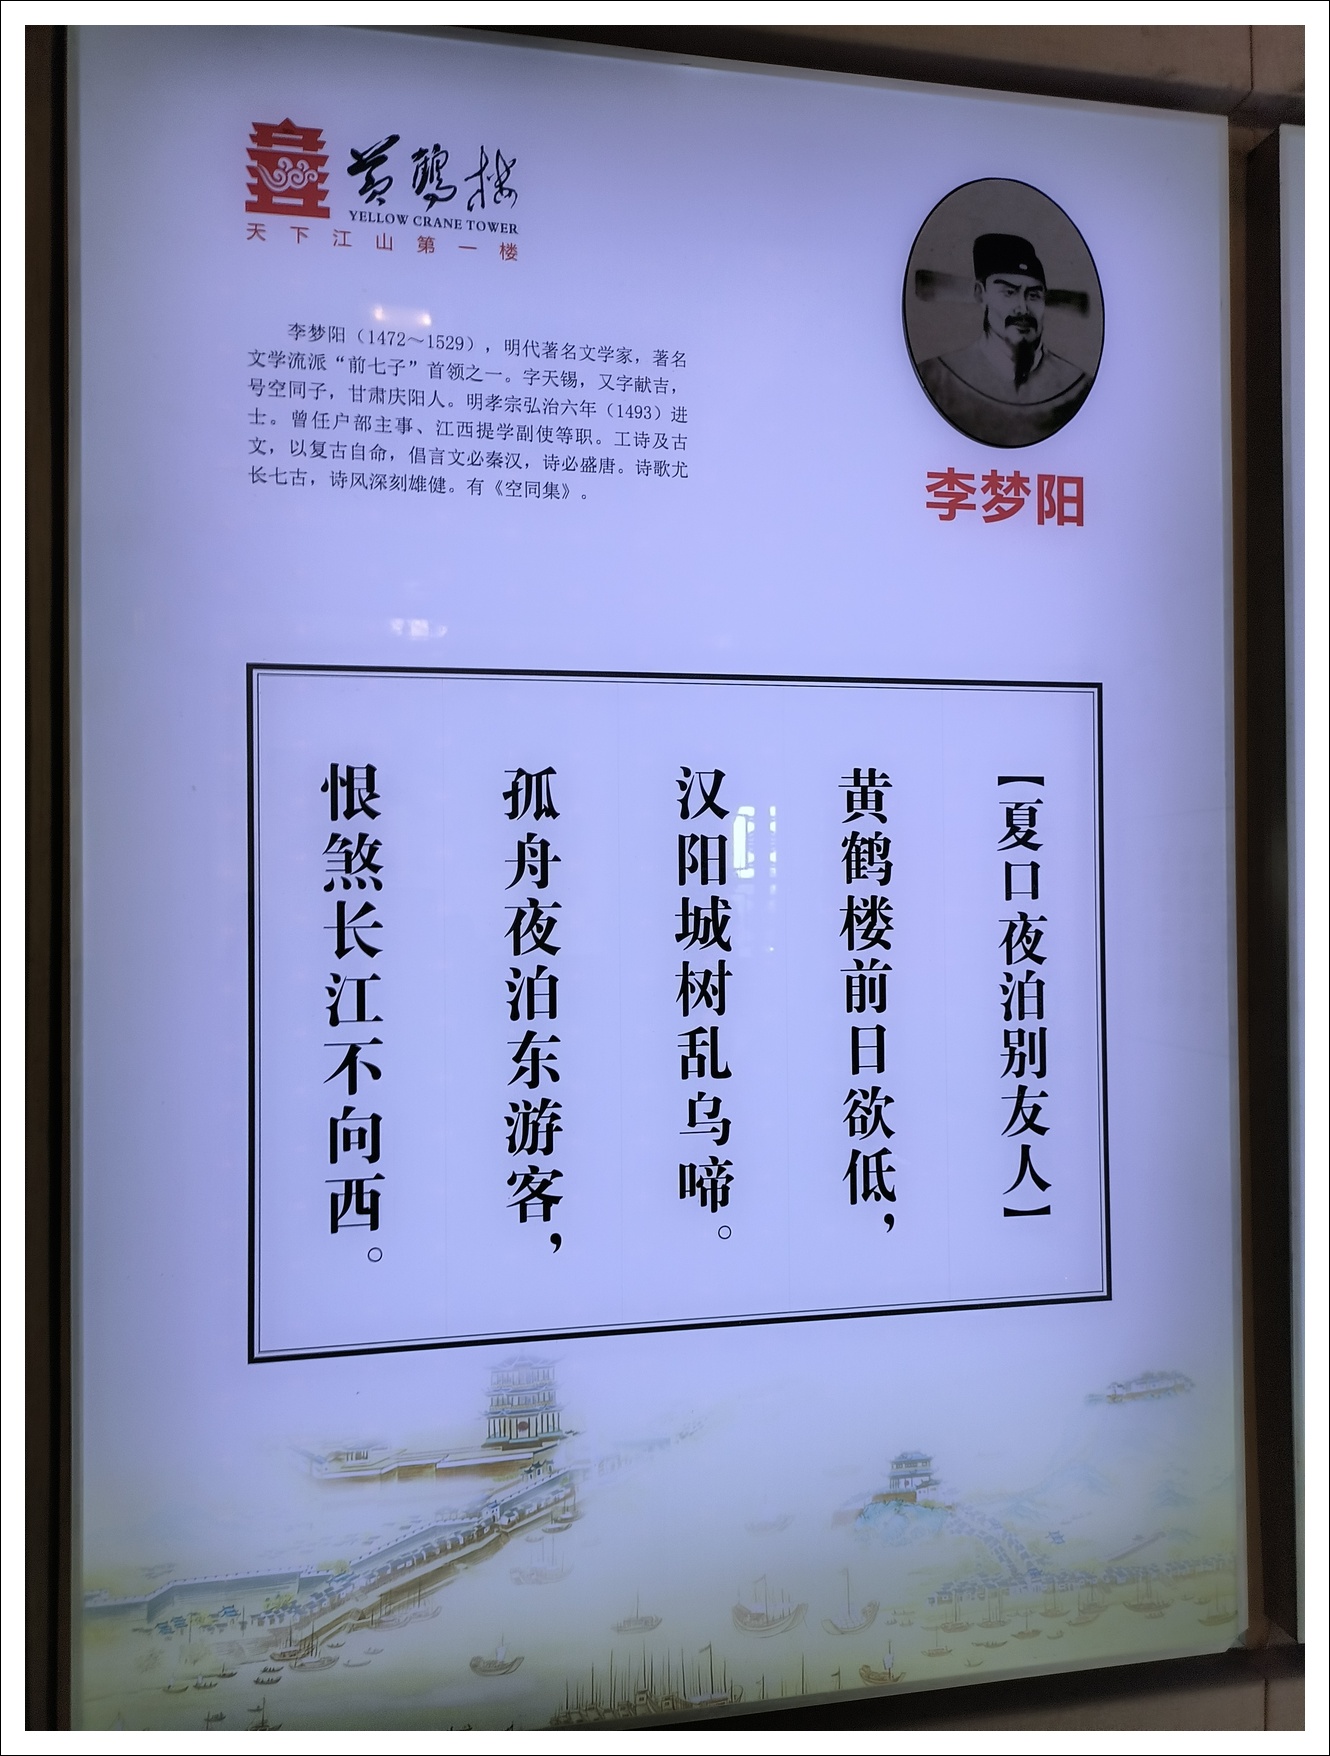 黄鹤楼
YELLOW CRANE TOWER
天下江山第一楼
李梦阳（1472～1529），明代著名文学家，著名
文学流派“前七子”首领之一。字天锡，又字献吉，
号空同子，甘肃庆阳人。明孝宗弘治六年（1493）进
士。曾任户部主事、江西提学副使等职。工诗及古
文，以复古自命，倡言文必秦汉，诗必盛唐。诗歌尤
长七古，诗风深刻雄健。有《空同集》。
李梦阳
【夏口夜泊别友人】
黄鹤楼前日欲低，
汉阳城树乱乌啼。
孤舟夜泊东游客，
恨煞长江不向西。